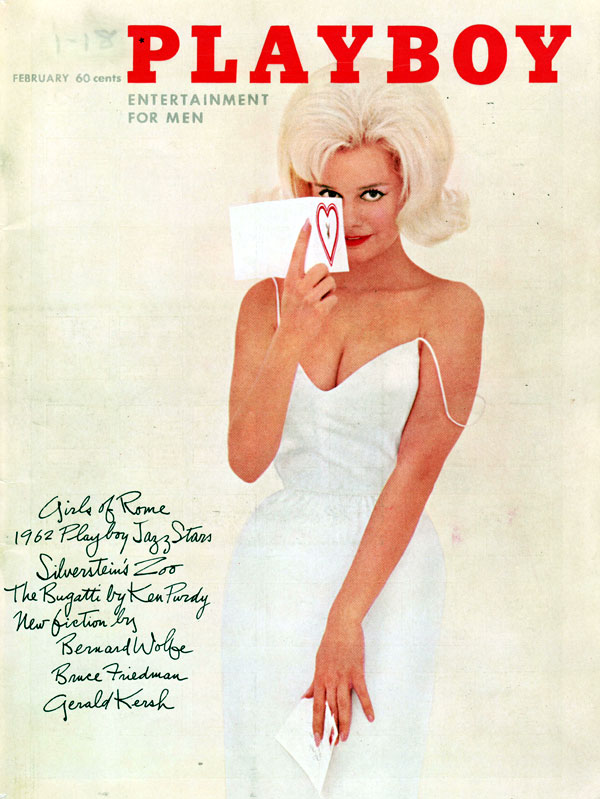 1-18
PLAYBOY
FEBRUARY 60 cents
ENTERTAINMENT
FOR MEN
Girls of Rome
1962 Playboy Jazz Stars
Silverstein's Zoo
The Bugatti by Ken Purdy
New fiction by
Bernard Wolfe
Bruce Friedman
Gerald Kersh